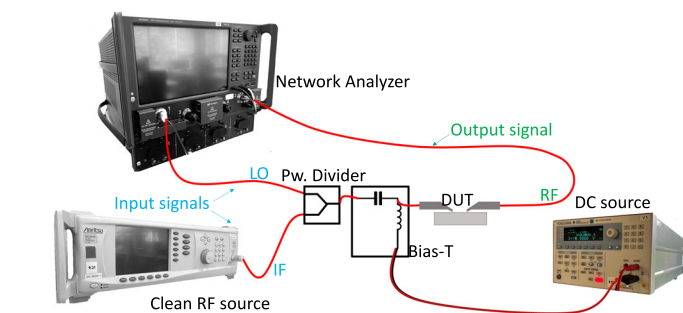 Network Analyzer
Output signal
LO
Pw. Divider
Input signals
DUT
RF
DC source
Anritsu
Bias-T
IF
Clean RF source